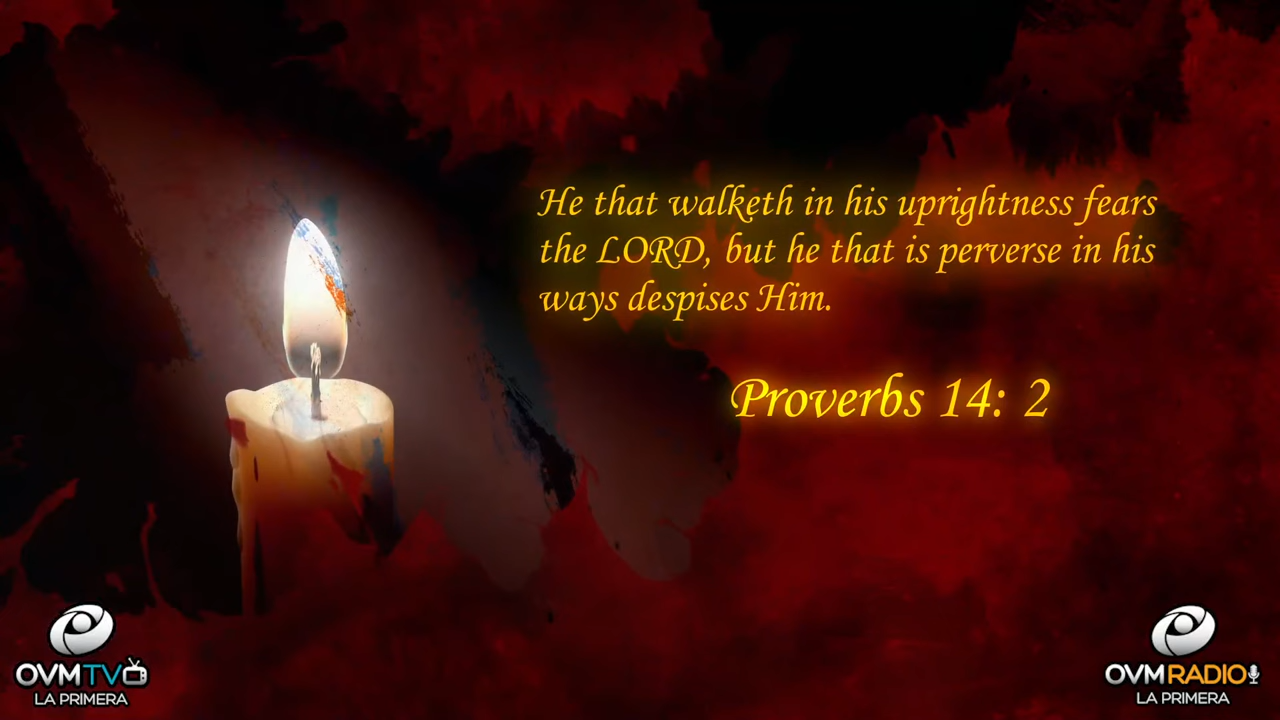 He that walketh in his uprightness fears
the LORD, but he that is perverse in his
ways despises Him.
Proverbs 14: 2
OVMTV
LA PRIMERA
OVMRADIO
LA PRIMERA